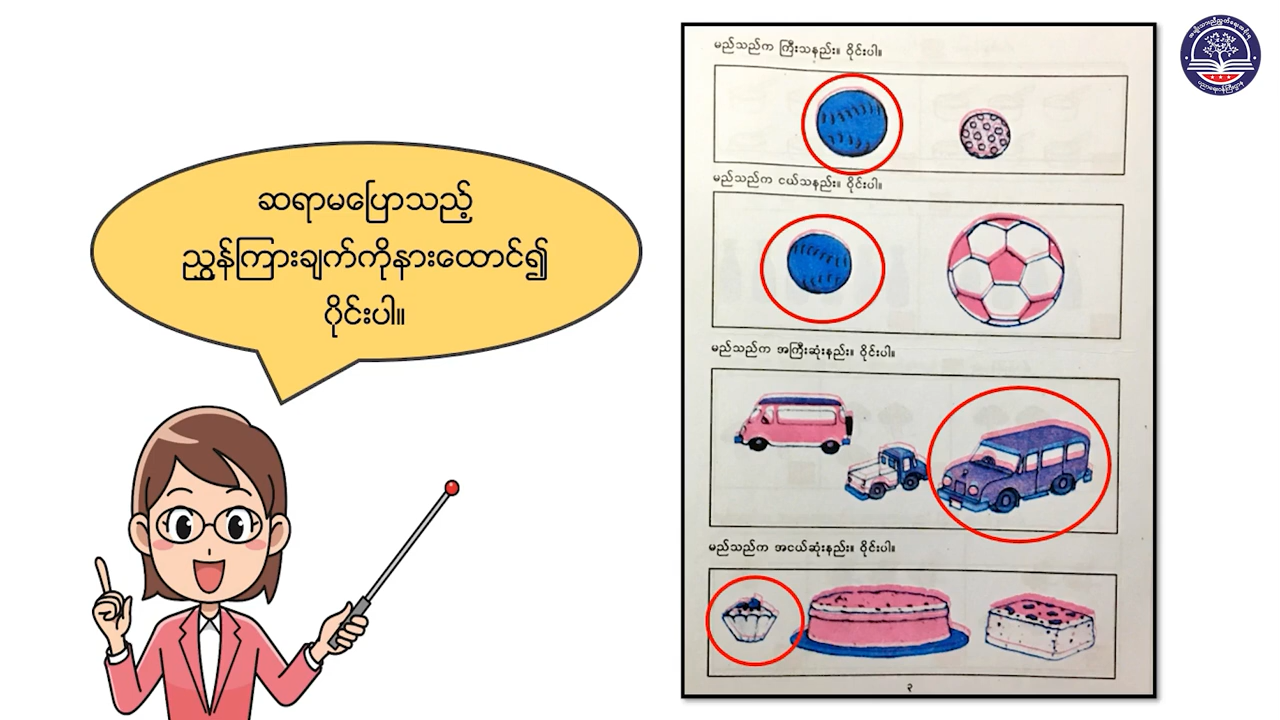 ဆရာမပြောသည့်
ညွှန်ကြားချက်ကိုနားထောင်၍
ဝိုင်းပါ။
မည်သည်က ကြီးသနည်း။ ဝိုင်းပါ။
မည်သည်က ငယ်သနည်း။ ဝိုင်းပါ။
မည်သည်က အကြီးဆုံးနည်း။ ဝိုင်းပါ။
မည်သည်က အငယ်ဆုံးနည်း။ ဝိုင်းပါ။
၃